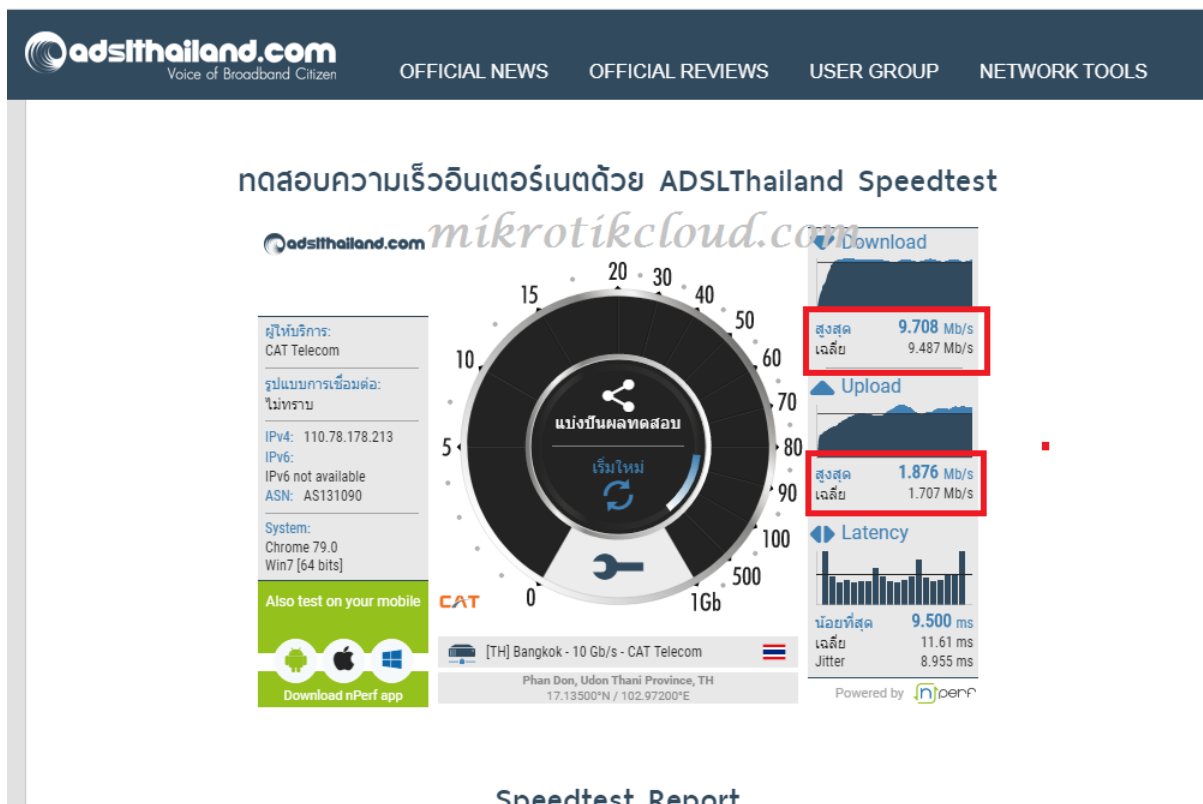 adslthailand.com
Voice of Broadband Citizen
OFFICIAL NEWS
OFFICIAL REVIEWS
USER GROUP
NETWORK TOOLS
ทดสอบความเร็วอินเตอร์เนตด้วย ADSLThailand Speedtest
mikrotikcloud.com
adslthailand.com
ผู้ให้บริการ:
CAT Telecom
รูปแบบการเชื่อมต่อ:
ไม่ทราบ
IPv4: 110.78.178.213
IPv6:
IPv6 not available
ASN: AS131090
System:
Chrome 79.0
Win7 [64 bits]
Also test on your mobile
Download nPerf app
0
5
10
15
20
30
40
50
60
70
80
90
100
500
1Gb
แบ่งปันผลทดสอบ
เริ่มใหม่
CAT
[TH] Bangkok - 10 Gb/s - CAT Telecom
Phan Don, Udon Thani Province, TH
17.13500°N / 102.97200°E
Download
สูงสุด 9.708 Mb/s
เฉลี่ย 9.487 Mb/s
Upload
สูงสุด 1.876 Mb/s
เฉลี่ย 1.707 Mb/s
Latency
น้อยที่สุด 9.500 ms
เฉลี่ย 11.61 ms
Jitter 8.955 ms
Powered by nperf
Speedtest Report